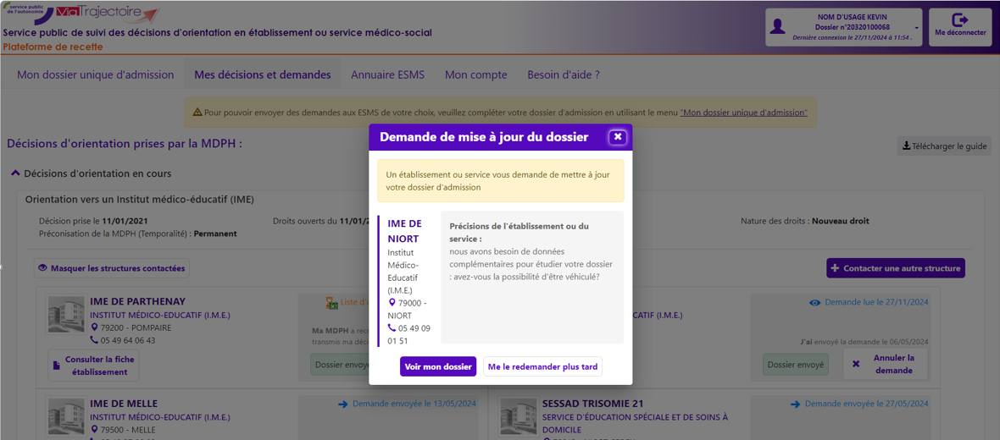 service public
de l'autonomie
ViaTrajectoire
Service public de suivi des décisions d'orientation en établissement ou service médico-social
Plateforme de recette
NOM D'USAGE KEVIN
Dossier n°20320100068
Dernière connexion le 27/11/2024 à 11:54 .
Me déconnecter
Mon dossier unique d'admission
Mes décisions et demandes
Annuaire ESMS
Mon compte
Besoin d'aide ?
Pour pouvoir envoyer des demandes aux ESMS de votre choix, veuillez compléter votre dossier d'admission en utilisant le menu "Mon dossier unique d'admission"
Décisions d'orientation prises par la MDPH :
Télécharger le guide
Décisions d'orientation en cours
Orientation vers un Institut médico-éducatif (IME)
Décision prise le 11/01/2021
Droits ouverts du 11/01/
Nature des droits : Nouveau droit
Préconisation de la MDPH (Temporalité) : Permanent
Masquer les structures contactées
Contacter une autre structure
Demande de mise à jour du dossier
Un établissement ou service vous demande de mettre à jour
votre dossier d'admission
IME DE
NIORT
Institut
Médico-
Educatif
(I.M.E.)
79000 -
NIORT
05 49 09
01 51
Précisions de l'établissement ou du
service :
nous avons besoin de données
complémentaires pour étudier votre dossier
: avez-vous la possibilité d'être véhiculé?
Voir mon dossier
Me le redemander plus tard
IME DE PARTHENAY
INSTITUT MÉDICO-EDUCATIF (I.M.E.)
79200 - POMPAIRE
05 49 64 06 43
Consulter la fiche
établissement
Liste d'
Ma MDPH a
transmis ma
Dossier envoyé
CATIF (I.M.E.)
Demande lue le 27/11/2024
J'ai envoyé la demande le 06/05/2024
Dossier envoyé
Annuler la
demande
IME DE MELLE
INSTITUT MÉDICO-EDUCATIF (I.M.E.)
79500 - MELLE
Demande envoyée le 13/05/2024
SESSAD TRISOMIE 21
SERVICE D'ÉDUCATION SPÉCIALE ET DE SOINS À
DOMICILE
Demande envoyée le 27/05/2024